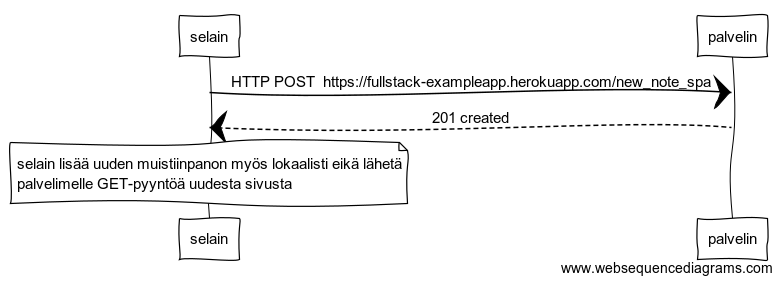 selain
palvelin
HTTP POST  https://fullstack-exampleapp.herokuapp.com/new_note_spa
201 created
selain lisää uuden muistiinpanon myös lokaalisti eikä lähetä
palvelimelle GET-pyyntöä uudesta sivusta
selain
palvelin
www.websequencediagrams.com